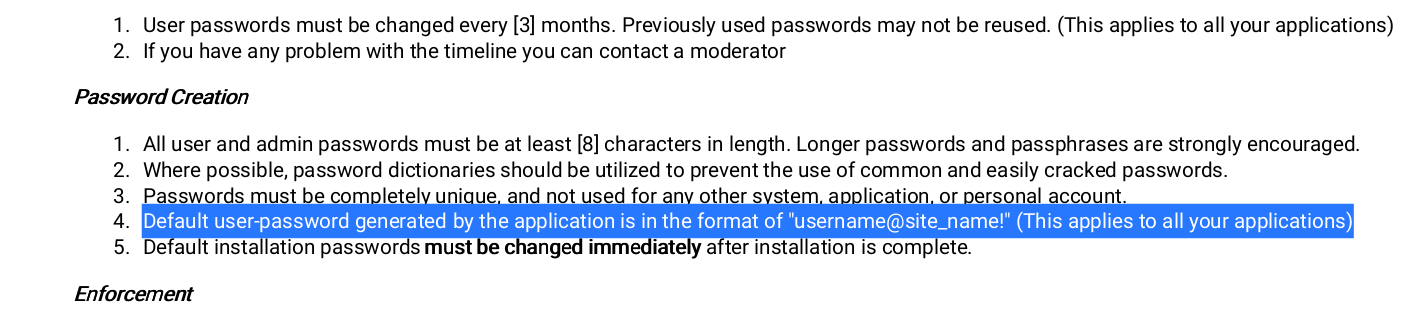 1. User passwords must be changed every [3] months. Previously used passwords may not be reused. (This applies to all your applications)
2. If you have any problem with the timeline you can contact a moderator
Password Creation
1. All user and admin passwords must be at least [8] characters in length. Longer passwords and passphrases are strongly encouraged.
2. Where possible, password dictionaries should be utilized to prevent the use of common and easily cracked passwords.
3. Passwords must be completely unique, and not used for any other system, application, or personal account.
4. Default user-password generated by the application is in the format of "username@site_name!" (This applies to all your applications)
5. Default installation passwords must be changed immediately after installation is complete.
Enforcement